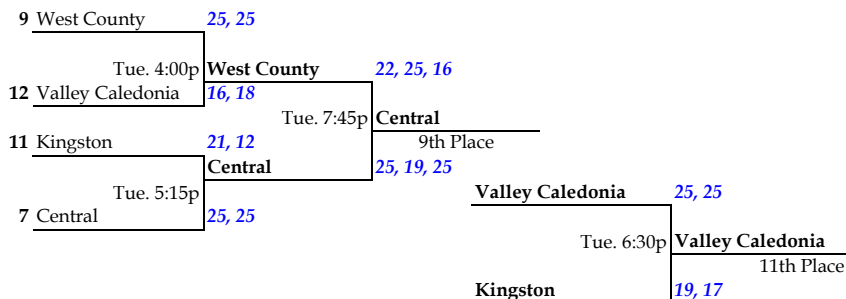 9 West County 25, 25
Tue. 4:00p West County 22, 25, 16
12 Valley Caledonia 16, 18
Tue. 7:45p Central
11 Kingston 21, 12 9th Place
Central 25, 19, 25
Tue. 5:15p Valley Caledonia 25, 25
7 Central 25, 25
Tue. 6:30p Valley Caledonia
11th Place
Kingston 19, 17